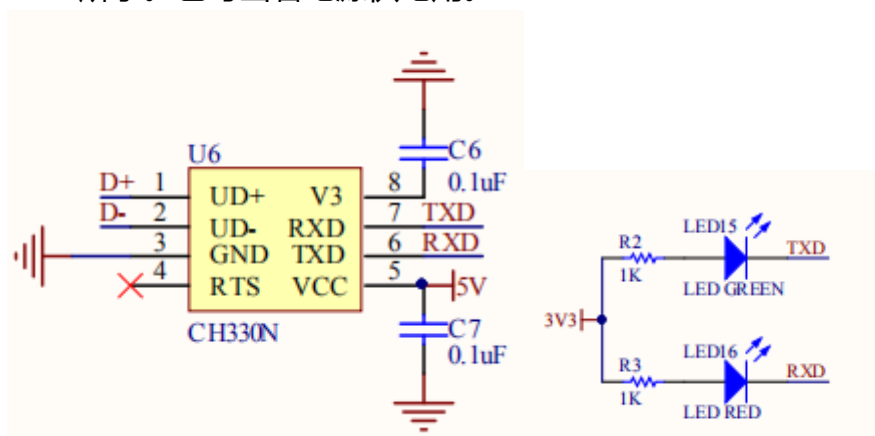 U6
C6
0.1uF
D+ 1 UD+ V3 8
D- 2 UD- RXD 7 TXD
3 GND TXD 6 RXD
4 RTS VCC 5 5V
CH330N
C7
0.1uF
LED15
R2 TXD
1K LED GREEN
3V3
LED16
R3 RXD
1K
LED RED